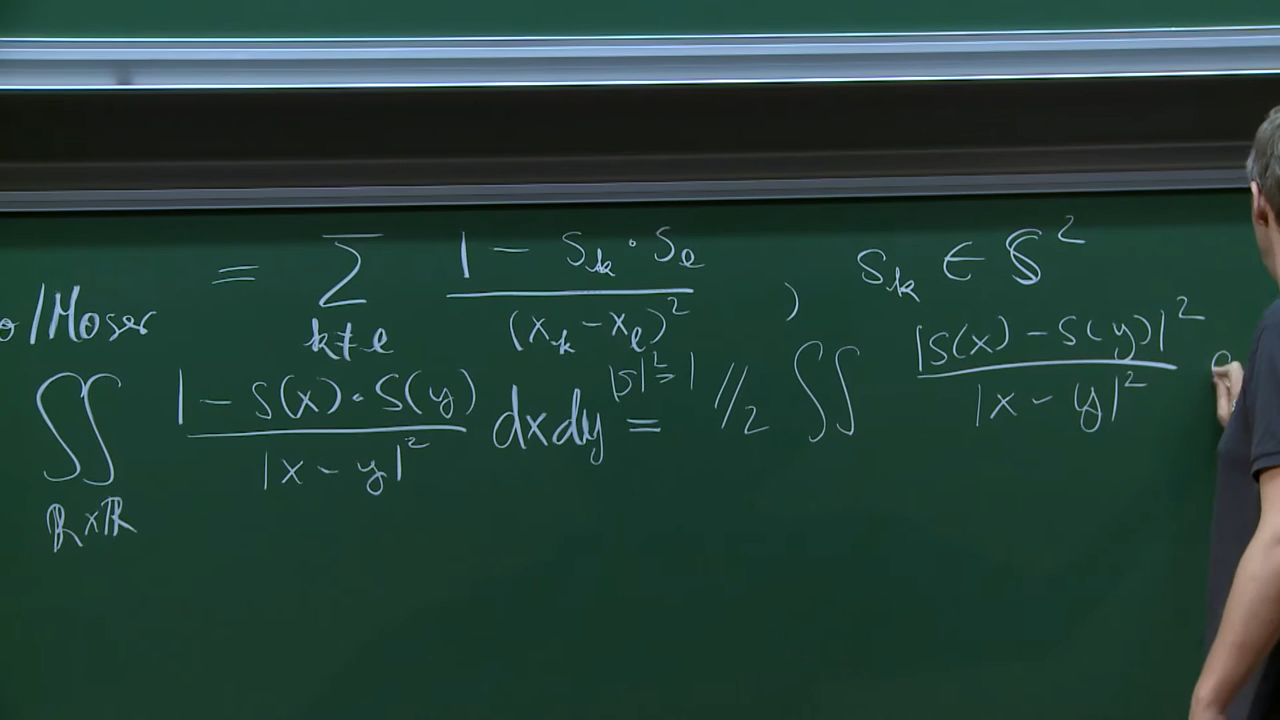 = ∑_{k≠l} (1 − S_k · S_l) / (x_k − x_l)² , S_k ∈ 𝕊²
o/Moser
∬_{ℝ×ℝ} (1 − S(x) · S(y)) / |x − y|² dxdy =^{|S|²=1} 1/2 ∬ |S(x) − S(y)|² / |x − y|²